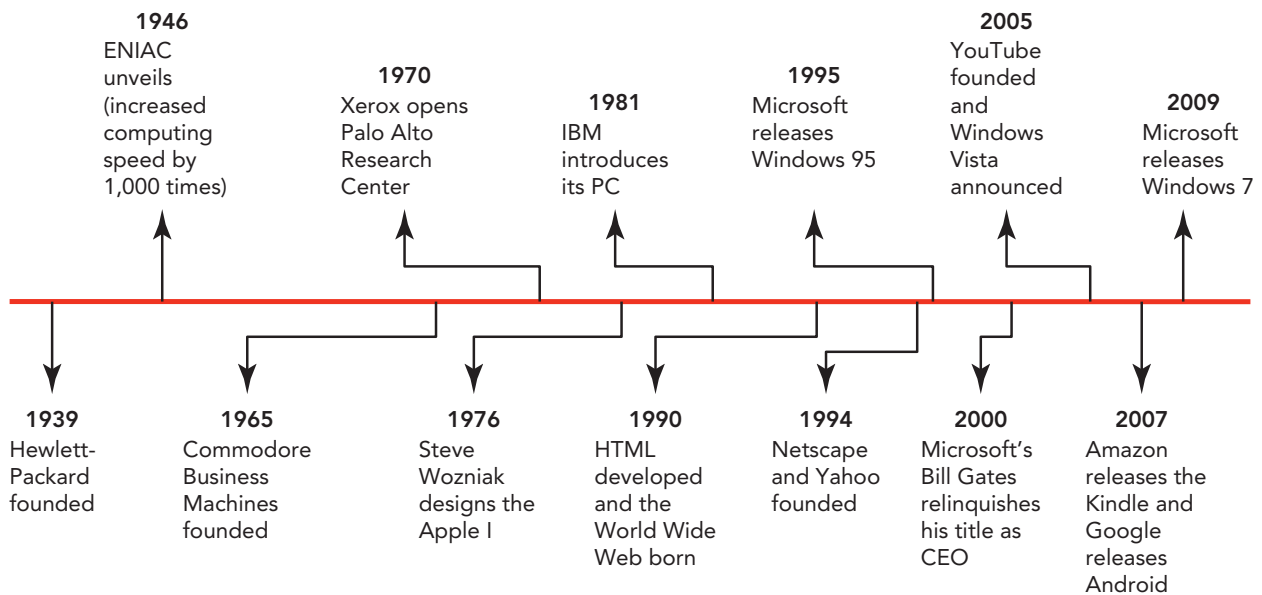 1946
ENIAC
unveils
(increased
computing
speed by
1,000 times)
1970
Xerox opens
Palo Alto
Research
Center
1981
IBM
introduces
its PC
1995
Microsoft
releases
Windows 95
2005
YouTube
founded
and
Windows
Vista
announced
2009
Microsoft
releases
Windows 7
1939
Hewlett-
Packard
founded
1965
Commodore
Business
Machines
founded
1976
Steve
Wozniak
designs the
Apple I
1990
HTML
developed
and the
World Wide
Web born
1994
Netscape
and Yahoo
founded
2000
Microsoft's
Bill Gates
relinquishes
his title as
CEO
2007
Amazon
releases the
Kindle and
Google
releases
Android